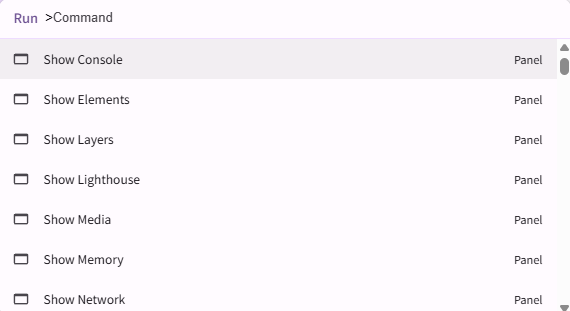 Run >Command
Show Console Panel
Show Elements Panel
Show Layers Panel
Show Lighthouse Panel
Show Media Panel
Show Memory Panel
Show Network Panel